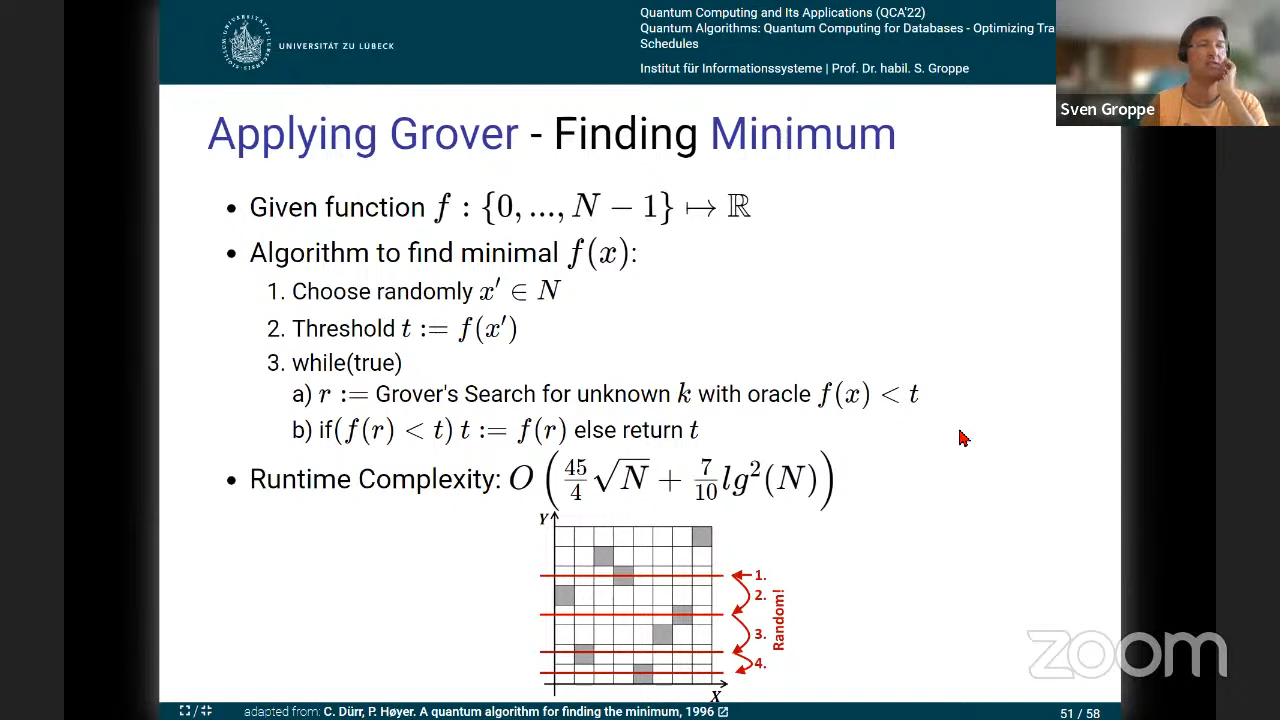 Quantum Computing and Its Applications (QCA'22)
Quantum Algorithms: Quantum Computing for Databases - Optimizing Tra
Schedules
Institut für Informationssysteme | Prof. Dr. habil. S. Groppe
UNIVERSITÄT ZU LÜBECK
Sven Groppe
Applying Grover - Finding Minimum
• Given function f : {0, ..., N − 1} ↦ ℝ
• Algorithm to find minimal f(x):
1. Choose randomly x′ ∈ N
2. Threshold t := f(x′)
3. while(true)
a) r := Grover's Search for unknown k with oracle f(x) < t
b) if(f(r) < t) t := f(r) else return t
• Runtime Complexity: O(45/4 √N + 7/10 lg²(N))
Y
1.
2.
3.
4.
Random!
X
zoom
adapted from: C. Dürr, P. Høyer. A quantum algorithm for finding the minimum, 1996
51 / 58